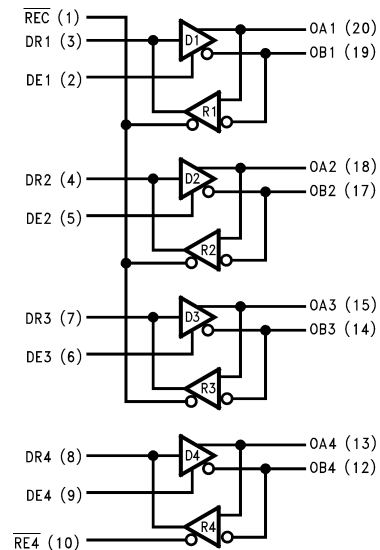 REC (1)
DR1 (3)
D1
OA1 (20)
OB1 (19)
DE1 (2)
R1
DR2 (4)
D2
OA2 (18)
OB2 (17)
DE2 (5)
R2
DR3 (7)
D3
OA3 (15)
OB3 (14)
DE3 (6)
R3
DR4 (8)
D4
OA4 (13)
OB4 (12)
DE4 (9)
R4
RE4 (10)